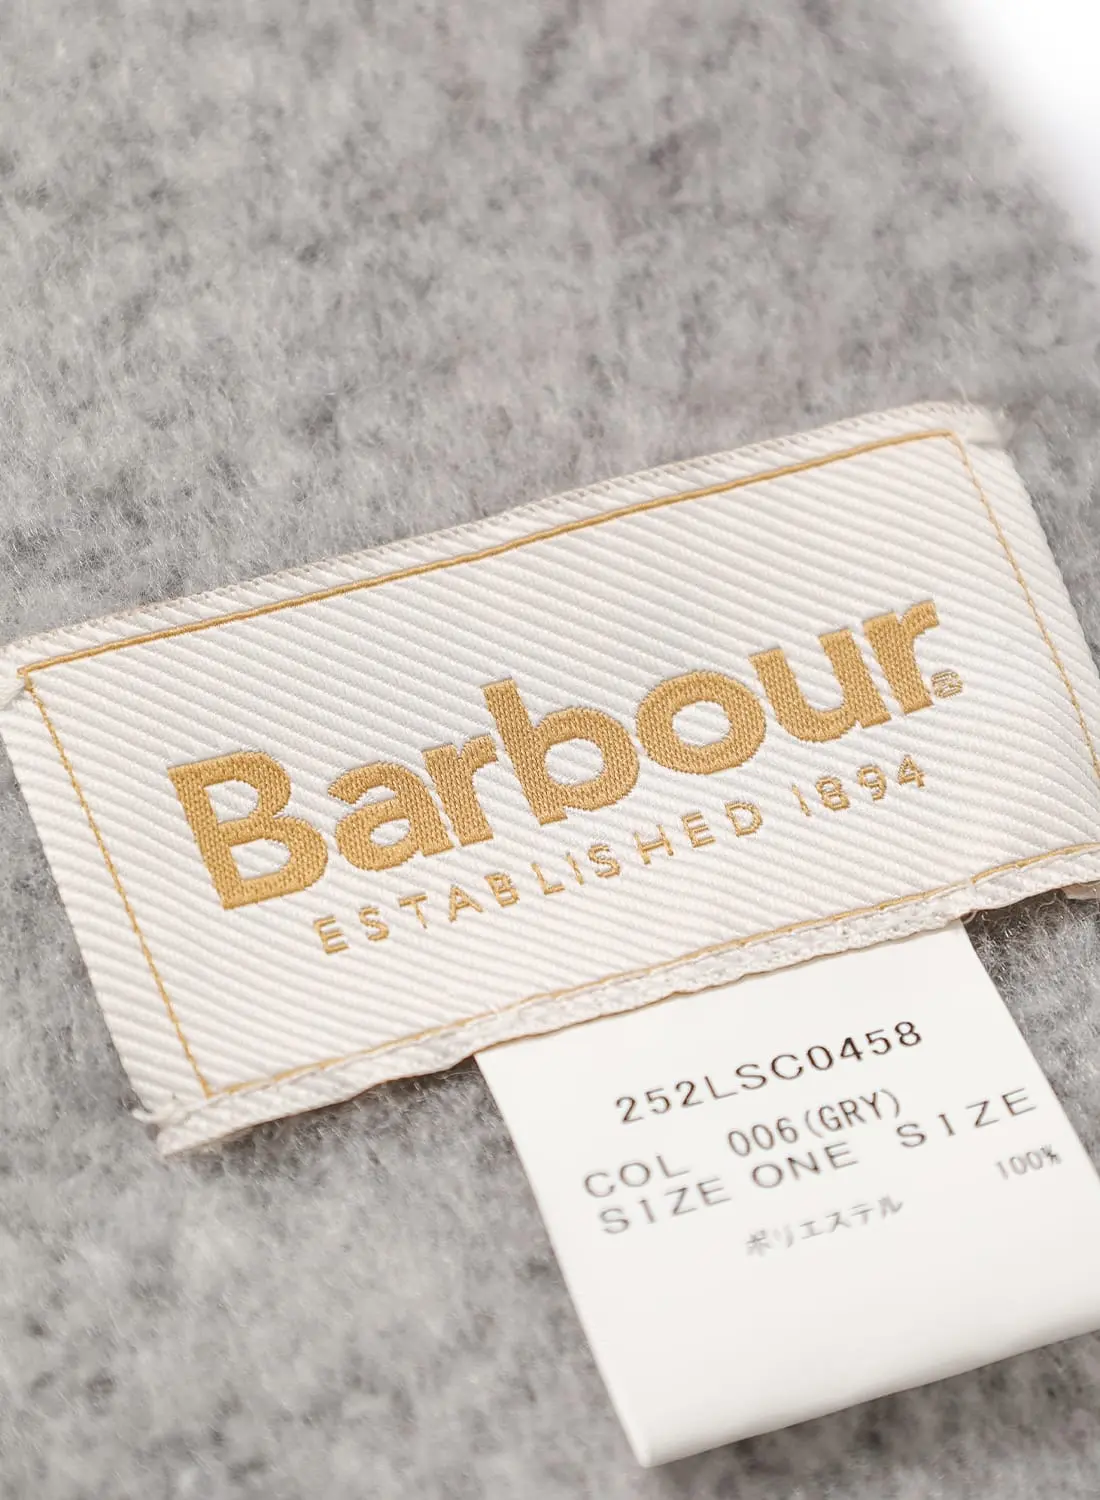 Barbour®
ESTABLISHED 1894
252LSC0458
COL 006(GRY)
SIZE ONE SIZE
ポリエステル 100%